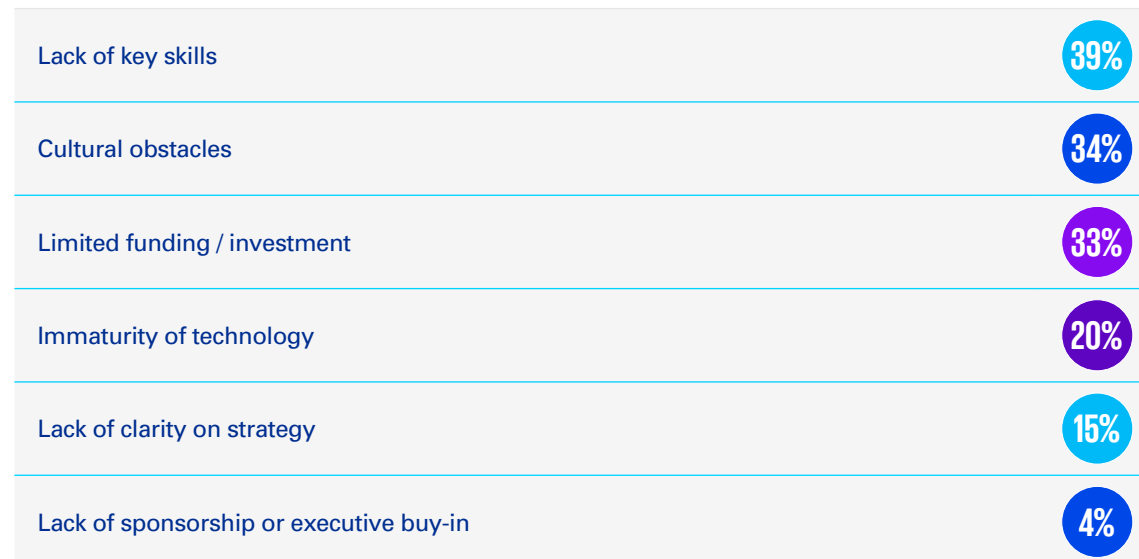 Lack of key skills 39%
Cultural obstacles 34%
Limited funding / investment 33%
Immaturity of technology 20%
Lack of clarity on strategy 15%
Lack of sponsorship or executive buy-in 4%